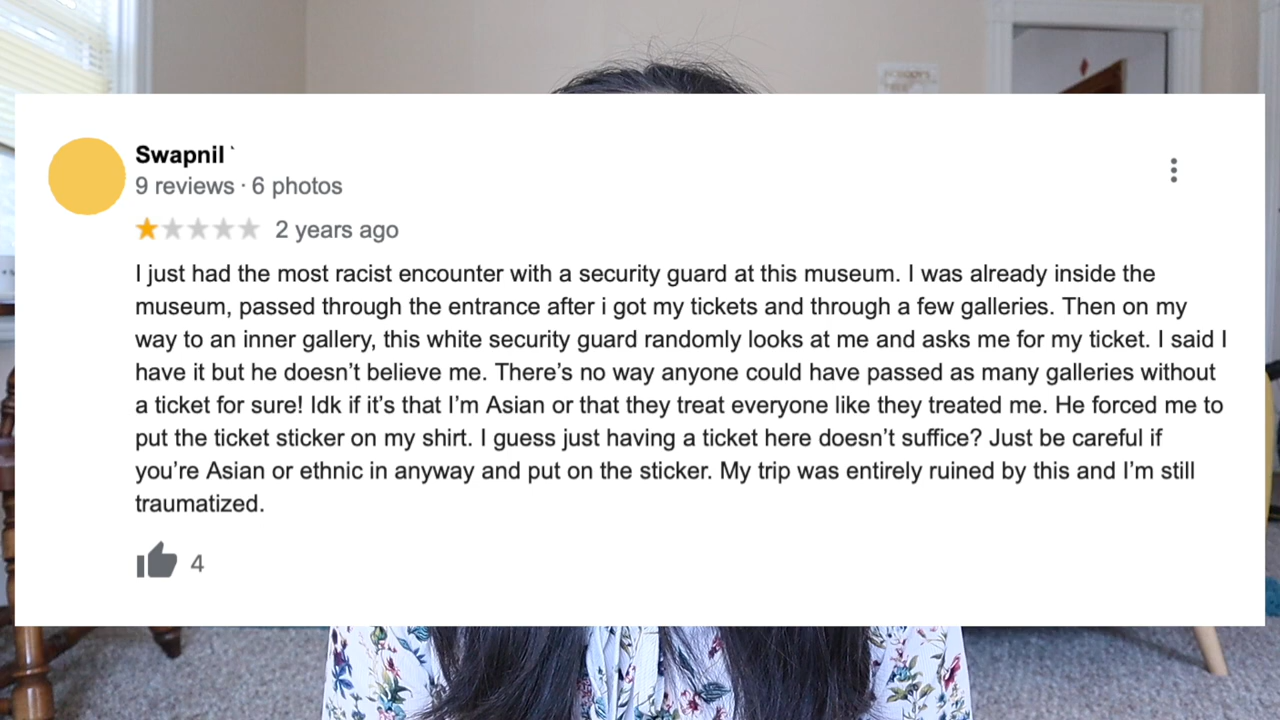 Swapnil `
9 reviews · 6 photos
2 years ago
I just had the most racist encounter with a security guard at this museum. I was already inside the
museum, passed through the entrance after i got my tickets and through a few galleries. Then on my
way to an inner gallery, this white security guard randomly looks at me and asks me for my ticket. I said I
have it but he doesn’t believe me. There’s no way anyone could have passed as many galleries without
a ticket for sure! Idk if it’s that I’m Asian or that they treat everyone like they treated me. He forced me to
put the ticket sticker on my shirt. I guess just having a ticket here doesn’t suffice? Just be careful if
you’re Asian or ethnic in anyway and put on the sticker. My trip was entirely ruined by this and I’m still
traumatized.
4